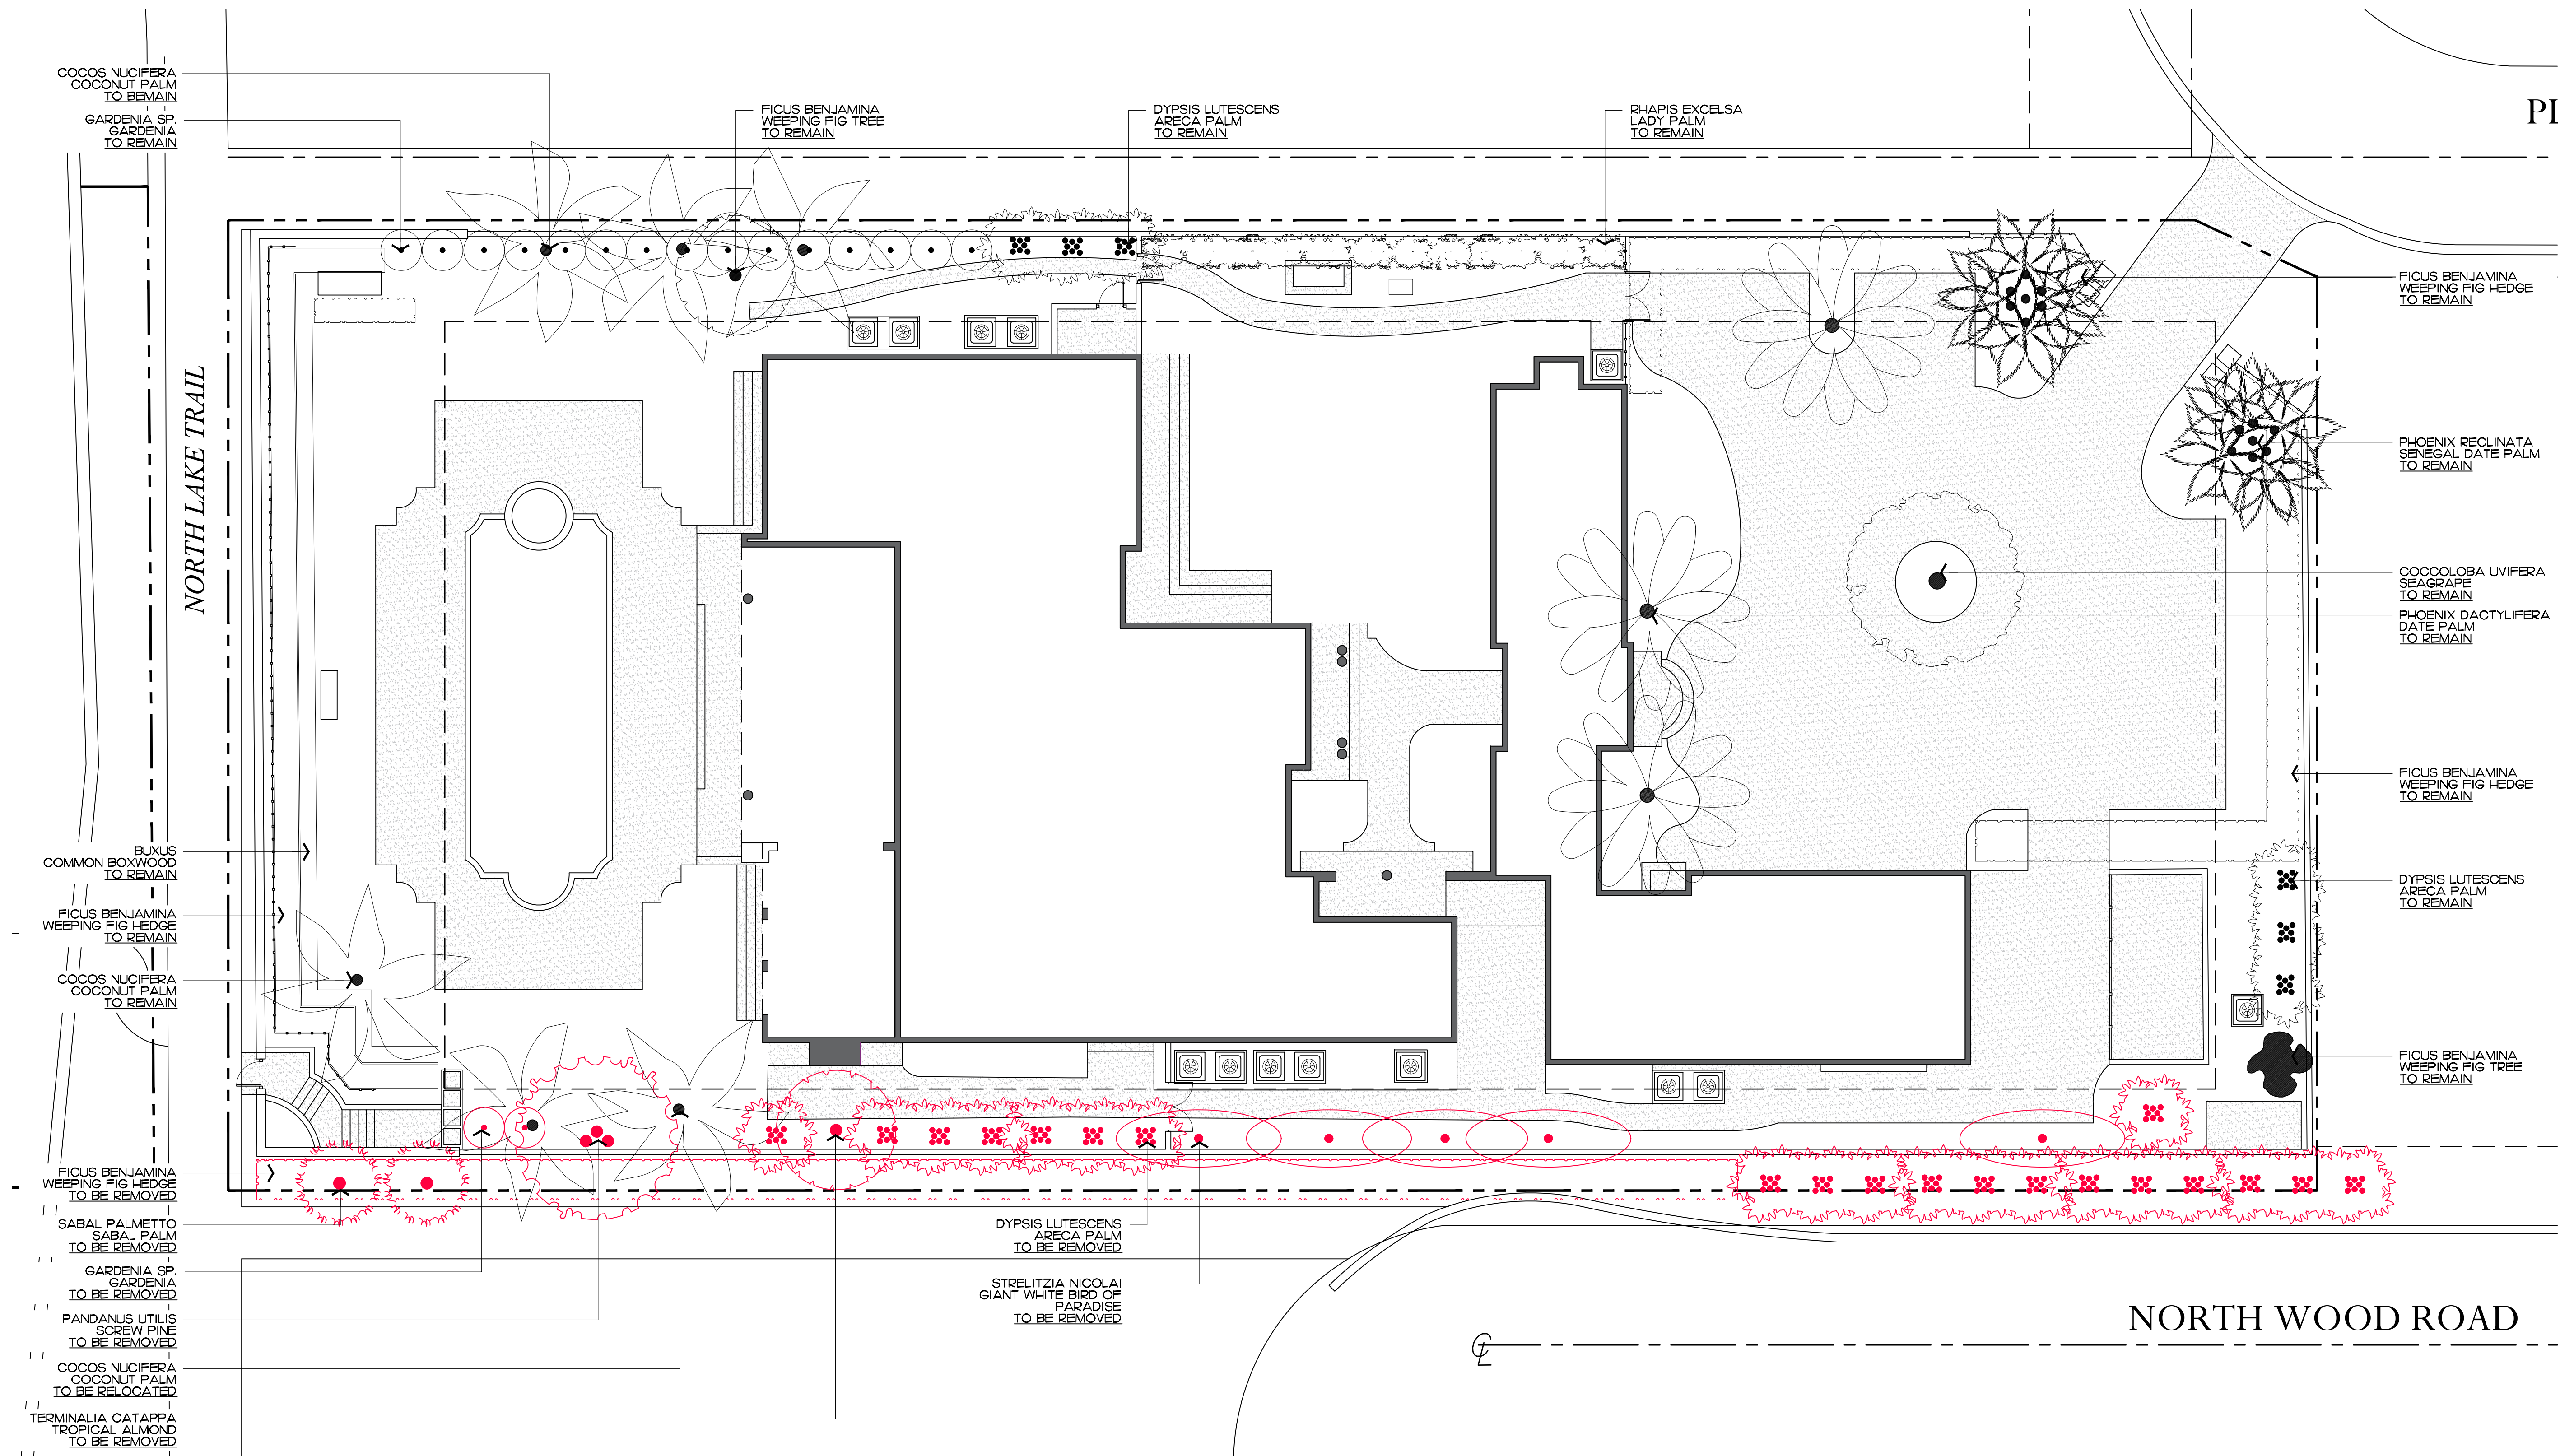 COCOS NUCIFERA
COCONUT PALM
TO BEMAIN
GARDENIA SP.
GARDENIA
TO REMAIN
FICUS BENJAMINA
WEEPING FIG TREE
TO REMAIN
DYPSIS LUTESCENS
ARECA PALM
TO REMAIN
RHAPIS EXCELSA
LADY PALM
TO REMAIN
PI
NORTH LAKE TRAIL
FICUS BENJAMINA
WEEPING FIG HEDGE
TO REMAIN
PHOENIX RECLINATA
SENEGAL DATE PALM
TO REMAIN
COCCOLOBA UVIFERA
SEAGRAPE
TO REMAIN
PHOENIX DACTYLIFERA
DATE PALM
TO REMAIN
FICUS BENJAMINA
WEEPING FIG HEDGE
TO REMAIN
DYPSIS LUTESCENS
ARECA PALM
TO REMAIN
FICUS BENJAMINA
WEEPING FIG TREE
TO REMAIN
BUXUS
COMMON BOXWOOD
TO REMAIN
FICUS BENJAMINA
WEEPING FIG HEDGE
TO REMAIN
COCOS NUCIFERA
COCONUT PALM
TO REMAIN
FICUS BENJAMINA
WEEPING FIG HEDGE
TO BE REMOVED
SABAL PALMETTO
SABAL PALM
TO BE REMOVED
GARDENIA SP.
GARDENIA
TO BE REMOVED
PANDANUS UTILIS
SCREW PINE
TO BE REMOVED
COCOS NUCIFERA
COCONUT PALM
TO BE RELOCATED
TERMINALIA CATAPPA
TROPICAL ALMOND
TO BE REMOVED
DYPSIS LUTESCENS
ARECA PALM
TO BE REMOVED
STRELITZIA NICOLAI
GIANT WHITE BIRD OF
PARADISE
TO BE REMOVED
NORTH WOOD ROAD
℄